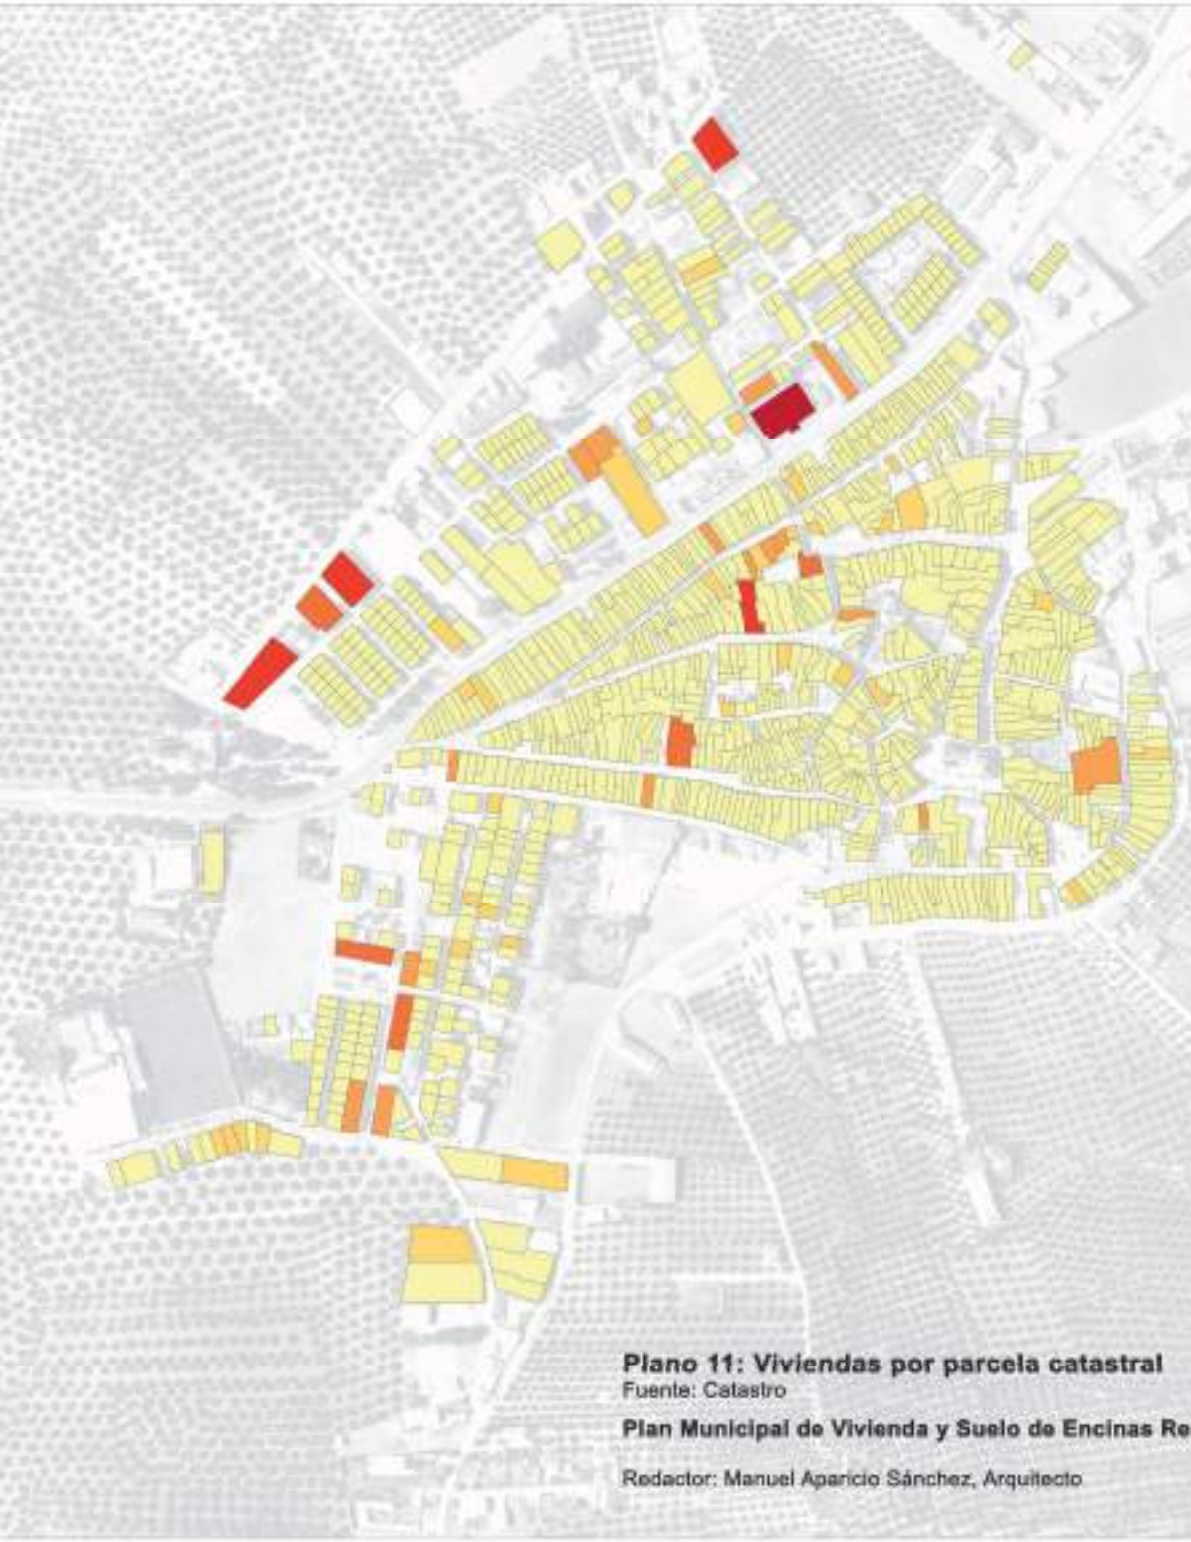 Plano 11: Viviendas por parcela catastral
Fuente: Catastro
Plan Municipal de Vivienda y Suelo de Encinas Re
Redactor: Manuel Aparicio Sánchez, Arquitecto